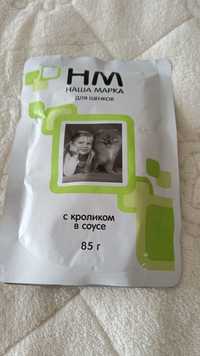 НМ
НАША МАРКА
для щенков
с кроликом
в соусе
85 г